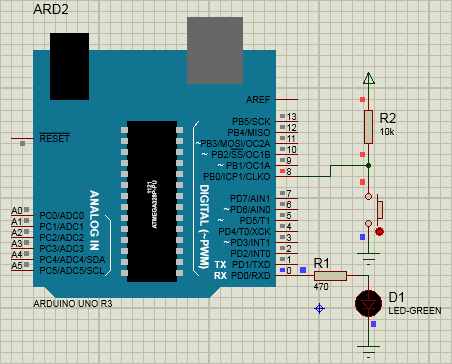 ARD2
RESET
AREF
PB5/SCK 13
PB4/MISO 12
~PB3/MOSI/OC2A 11
~ PB2/SS/OC1B 10
~ PB1/OC1A 9
PB0/ICP1/CLKO 8
PD7/AIN1 7
~ PD6/AIN0 6
~ PD5/T1 5
PD4/T0/XCK 4
~ PD3/INT1 3
PD2/INT0 2
TX PD1/TXD 1
RX PD0/RXD 0
A0 PC0/ADC0
A1 PC1/ADC1
A2 PC2/ADC2
A3 PC3/ADC3
A4 PC4/ADC4/SDA
A5 PC5/ADC5/SCL
ANALOG IN
1121
ATMEGA328P-PU
DIGITAL (~PWM)
ARDUINO UNO R3
R2
10k
R1
470
D1
LED-GREEN